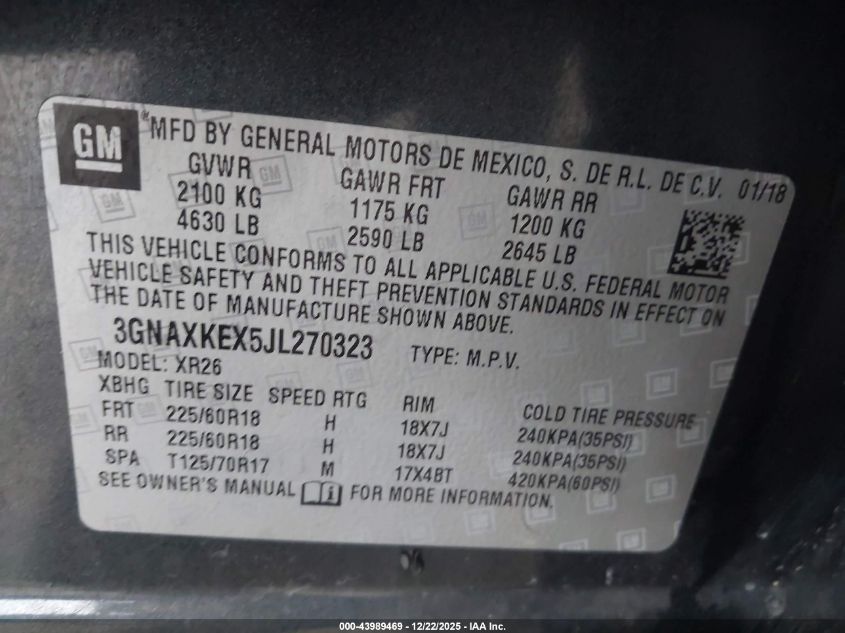 GM
MFD BY GENERAL MOTORS DE MEXICO, S. DE R.L. DE C.V. 01/18
GVWR GAWR FRT GAWR RR
2100 KG 1175 KG 1200 KG
4630 LB 2590 LB 2645 LB
THIS VEHICLE CONFORMS TO ALL APPLICABLE U.S. FEDERAL MOTOR
VEHICLE SAFETY AND THEFT PREVENTION STANDARDS IN EFFECT ON
THE DATE OF MANUFACTURE SHOWN ABOVE.
3GNAXKEX5JL270323 TYPE: M.P.V.
MODEL: XR26
XBHG TIRE SIZE SPEED RTG RIM COLD TIRE PRESSURE
FRT 225/60R18 H 18X7J 240KPA(35PSI)
RR 225/60R18 H 18X7J 240KPA(35PSI)
SPA T125/70R17 M 17X4BT 420KPA(60PSI)
SEE OWNER'S MANUAL FOR MORE INFORMATION.
000-43989469 - 12/22/2025 - IAA Inc.